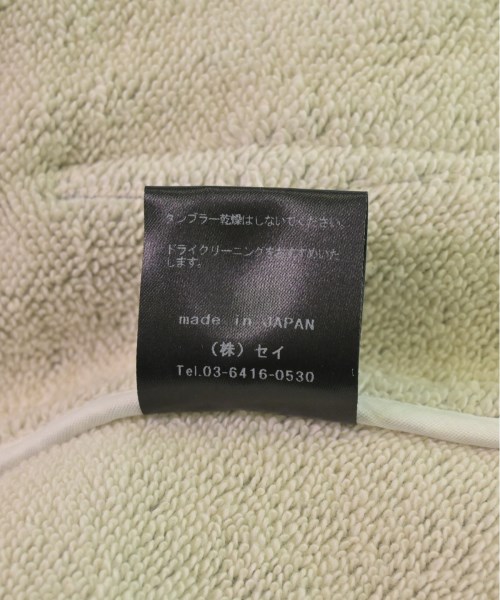 タンブラー乾燥はしないでください。
ドライクリーニングをおすすめいた
します。
made in JAPAN
(株) セイ
Tel.03-6416-0530